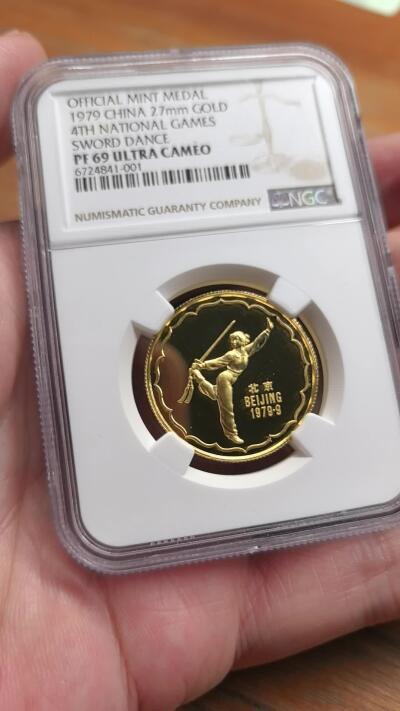 OFFICIAL MINT MEDAL
1979 CHINA 27mm GOLD
4TH NATIONAL GAMES
SWORD DANCE
PF 69 ULTRA CAMEO
6724841-001
NUMISMATIC GUARANTY COMPANY
NGC
北京
BEIJING
1979·9